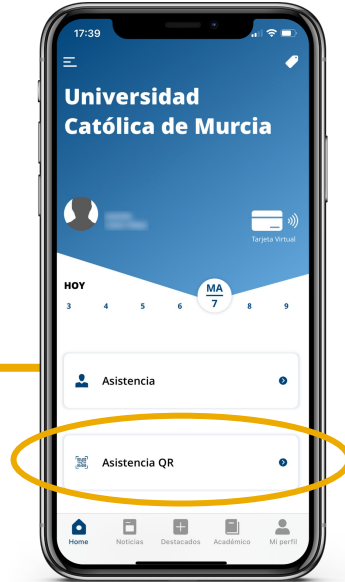 17:39
Universidad
Católica de Murcia
Tarjeta Virtual
HOY
MA
3 4 5 6 7 8 9
Asistencia
Asistencia QR
Home Noticias Destacados Académico Mi perfil